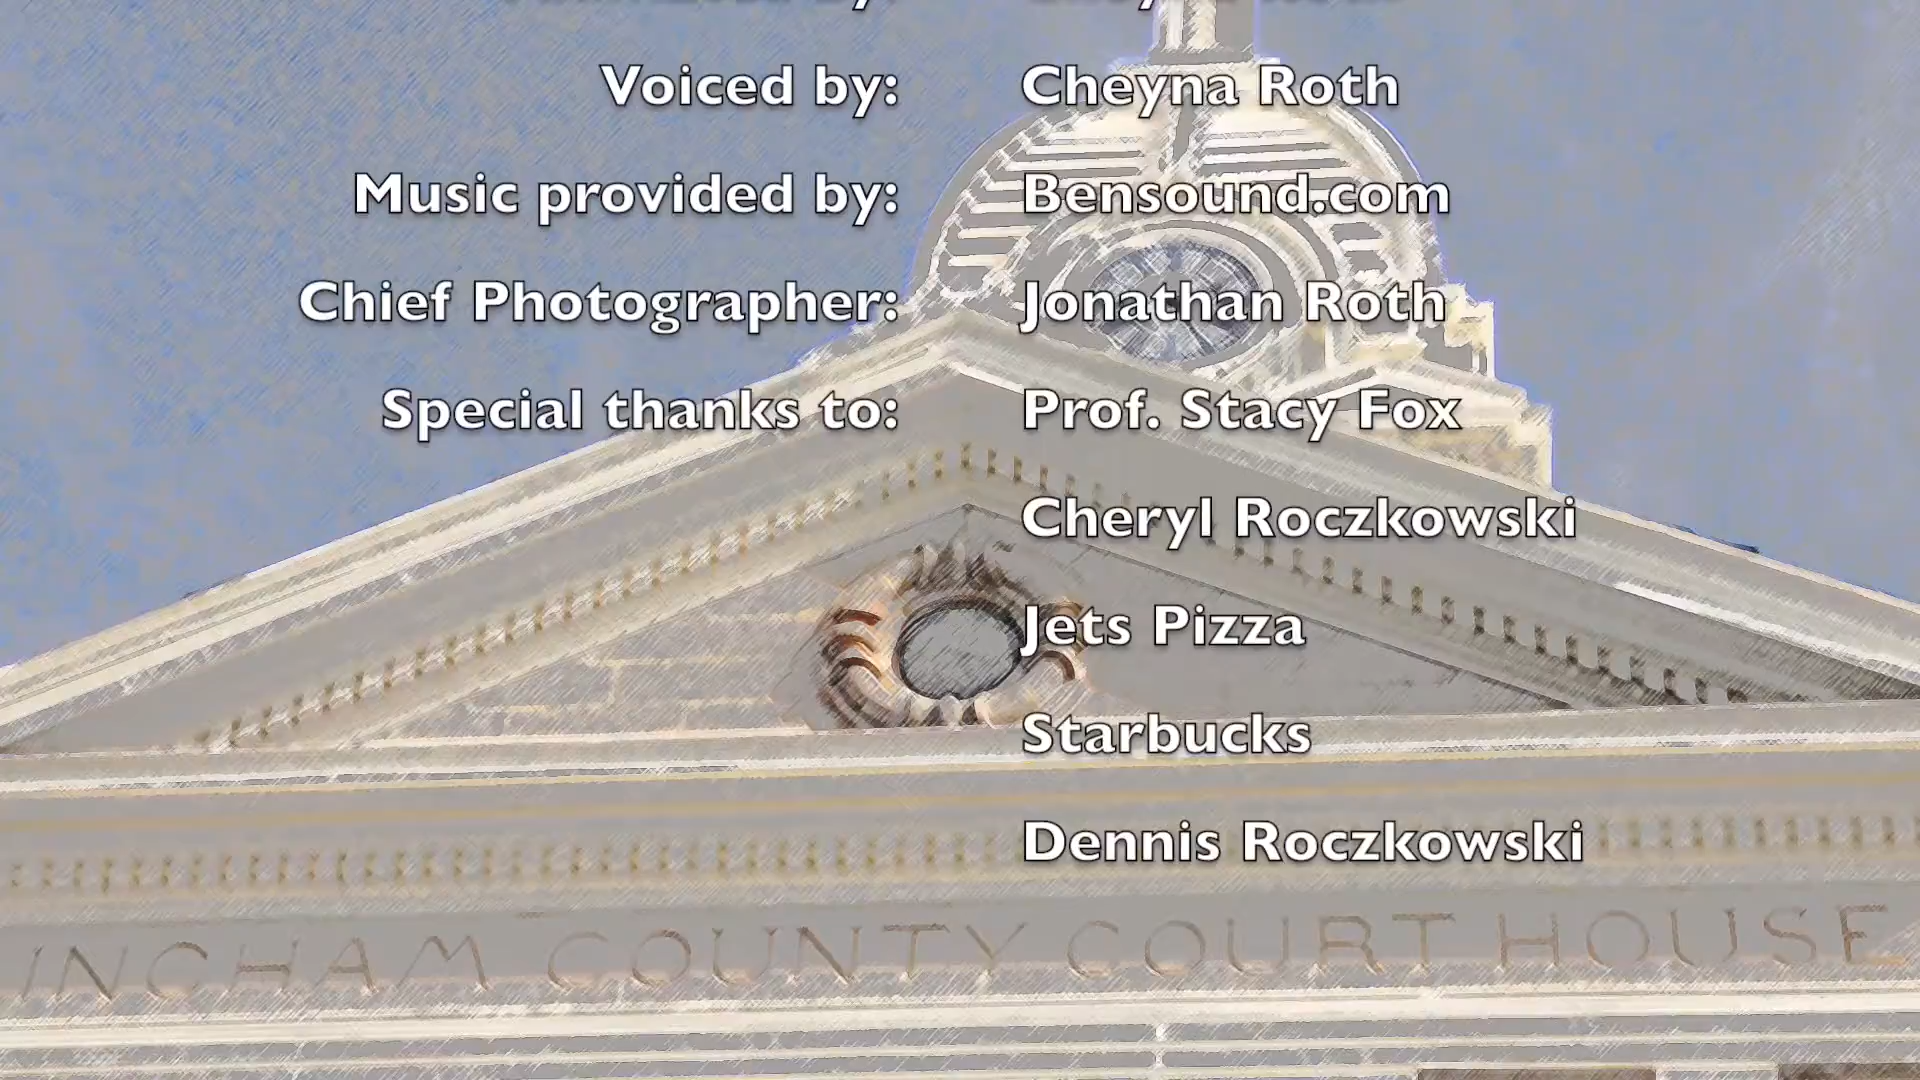 Voiced by: Cheyna Roth
Music provided by: Bensound.com
Chief Photographer: Jonathan Roth
Special thanks to: Prof. Stacy Fox
Cheryl Roczkowski
Jets Pizza
Starbucks
Dennis Roczkowski
INGHAM COUNTY COURT HOUSE